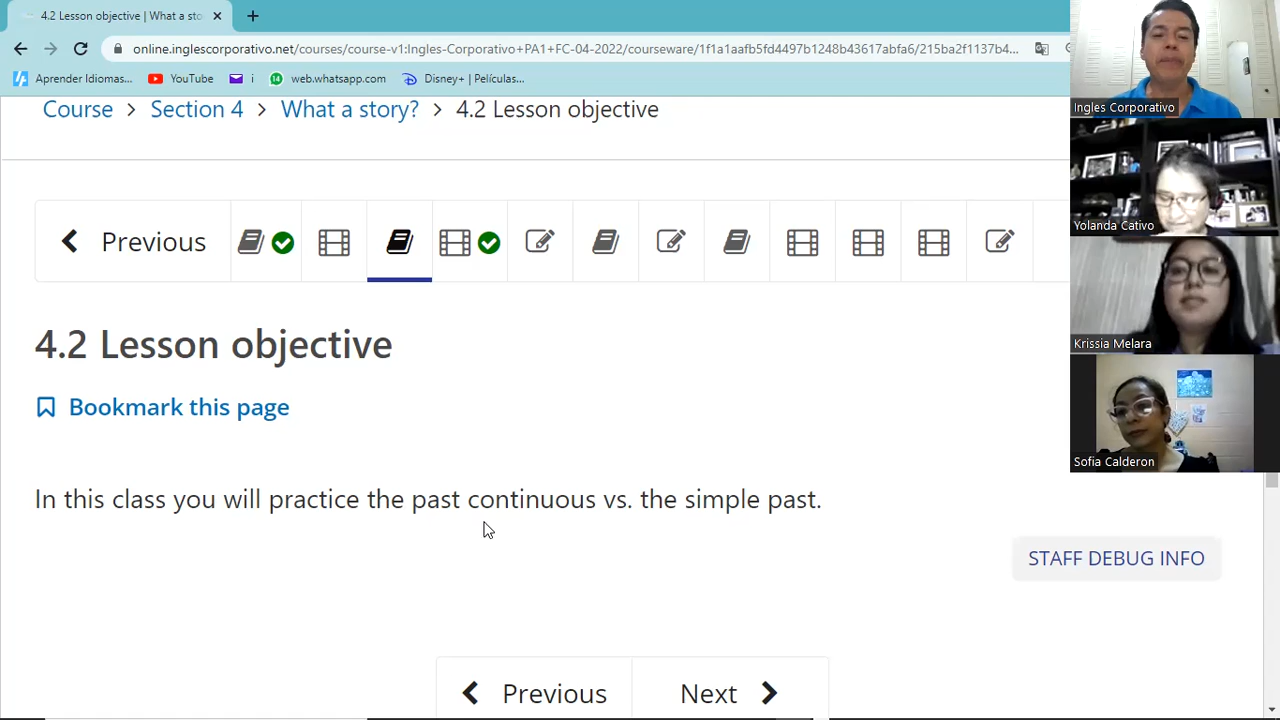 4.2 Lesson objective | What a sto
online.inglescorporativo.net/courses/course-v1:Ingles-Corporativo+PA1+FC-04-2022/courseware/1f1a1aafb5fd4497b1248b43617abfa6/215ba2f1137b4...
Aprender Idiomas... YouTube i 14 web.whatsapp.com Disney+ | Películas...
Course > Section 4 > What a story? > 4.2 Lesson objective
Previous
4.2 Lesson objective
Bookmark this page
In this class you will practice the past continuous vs. the simple past.
STAFF DEBUG INFO
Previous Next
Ingles Corporativo
Yolanda Cativo
Krissia Melara
Sofia Calderon